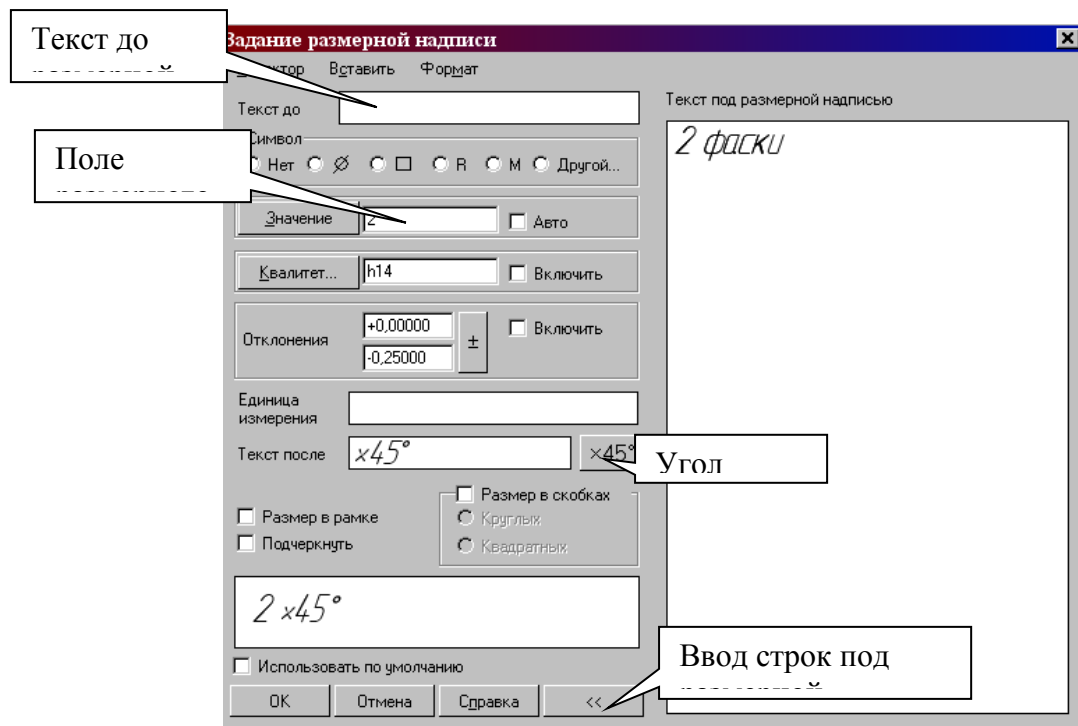 Текст до
Задание размерной надписи
Вставить Формат
Текст до
Текст под размерной надписью
2 фаски
Символ
Нет Ø □ R M Другой...
Поле
Значение 2 Авто
Квалитет... h14 Включить
Отклонения +0,00000 ± Включить
-0,25000
Единица
измерения
Текст после ×45° ×45°
Угол
Размер в скобках
Размер в рамке Круглых
Подчеркнуть Квадратных
2 ×45°
Ввод строк под
Использовать по умолчанию
OK Отмена Справка <<